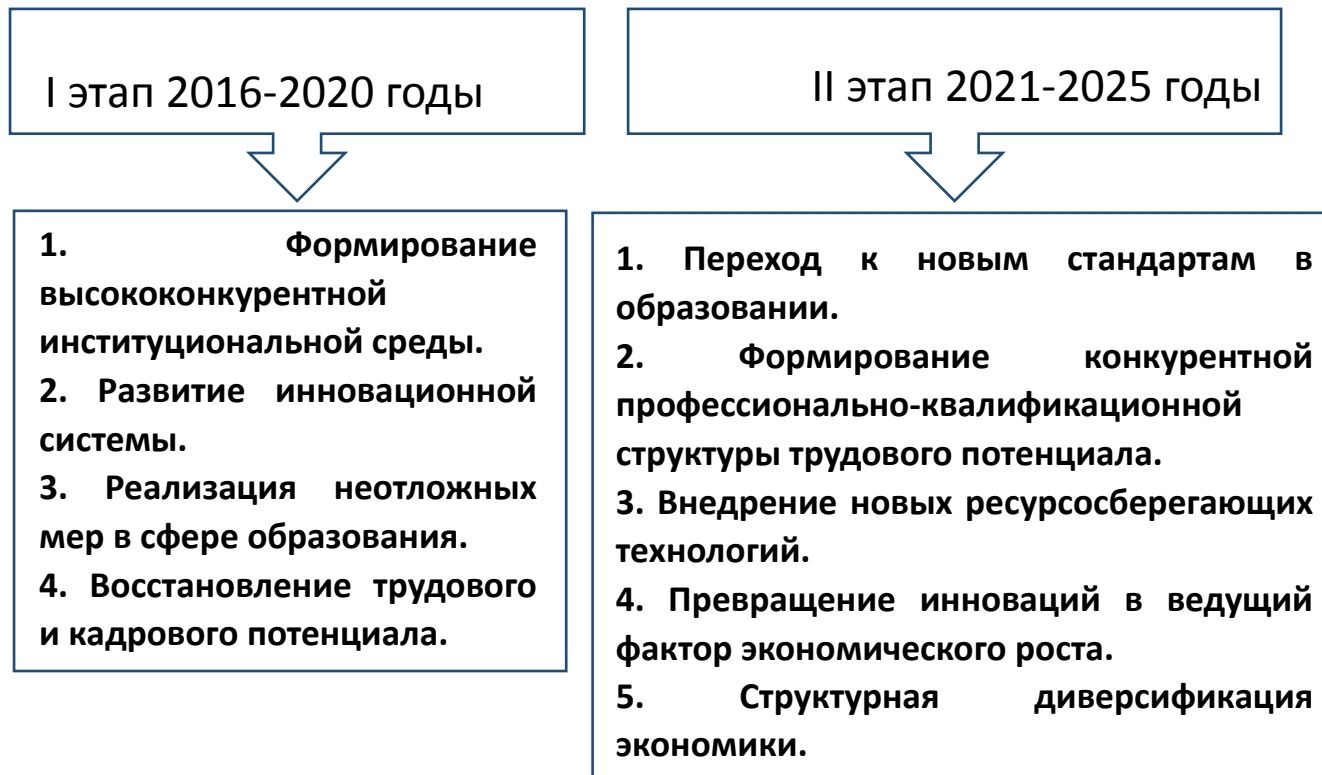 I этап 2016-2020 годы
II этап 2021-2025 годы
1. Формирование
высококонкурентной
институциональной среды.
2. Развитие инновационной
системы.
3. Реализация неотложных
мер в сфере образования.
4. Восстановление трудового
и кадрового потенциала.
1. Переход к новым стандартам в
образовании.
2. Формирование конкурентной
профессионально-квалификационной
структуры трудового потенциала.
3. Внедрение новых ресурсосберегающих
технологий.
4. Превращение инноваций в ведущий
фактор экономического роста.
5. Структурная диверсификация
экономики.